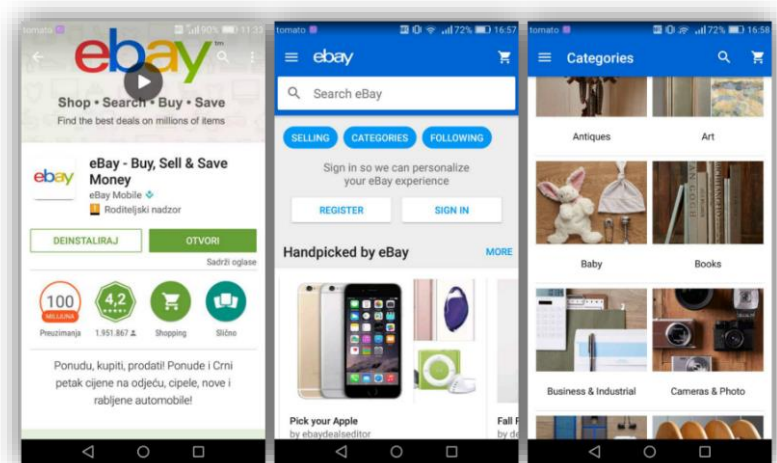 tomato 90% 11:33
ebay™
Shop • Search • Buy • Save
Find the best deals on millions of items
ebay
eBay - Buy, Sell & Save
Money
eBay Mobile
Roditeljski nadzor
DEINSTALIRAJ OTVORI
Sadrži oglase
100 4,2
MILIJUNA
Preuzimanja 1.951.867 Shopping Slično
Ponudu, kupiti, prodati! Ponude i Crni
petak cijene na odjeću, cipele, nove i
rabljene automobile!
tomato 72% 16:57
ebay
Search eBay
SELLING CATEGORIES FOLLOWING
Sign in so we can personalize
your eBay experience
REGISTER SIGN IN
Handpicked by eBay MORE
Pick your Apple Fall F
by ebaydealseditor by de
tomato 72% 16:58
Categories
Antiques Art
Baby Books
Business & Industrial Cameras & Photo